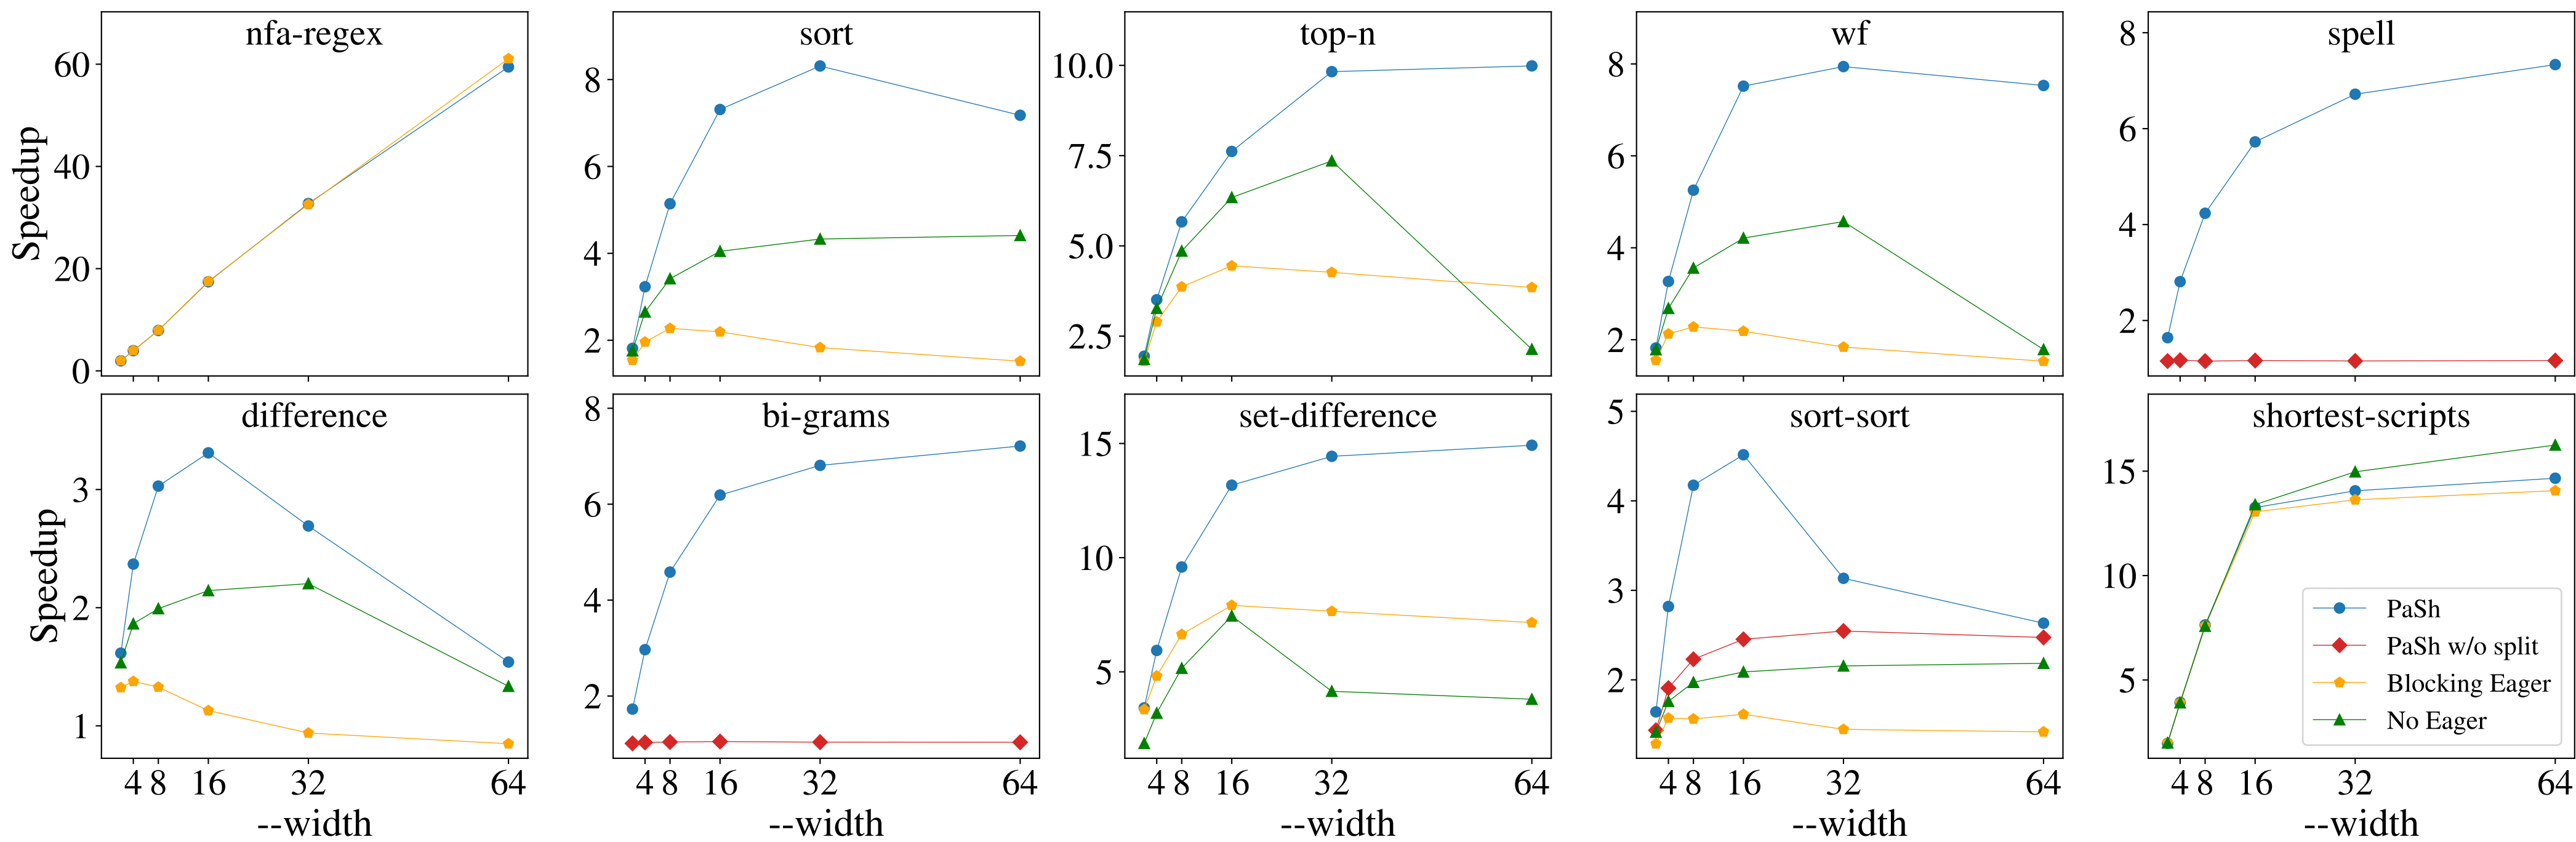 nfa-regex
60
40
20
0
Speedup
sort
8
6
4
2
top-n
10.0
7.5
5.0
2.5
wf
8
6
4
2
spell
8
6
4
2
difference
3
2
1
Speedup
4 8 16 32 64
--width
bi-grams
8
6
4
2
4 8 16 32 64
--width
set-difference
15
10
5
4 8 16 32 64
--width
sort-sort
5
4
3
2
4 8 16 32 64
--width
shortest-scripts
15
10
5
PaSh
PaSh w/o split
Blocking Eager
No Eager
4 8 16 32 64
--width